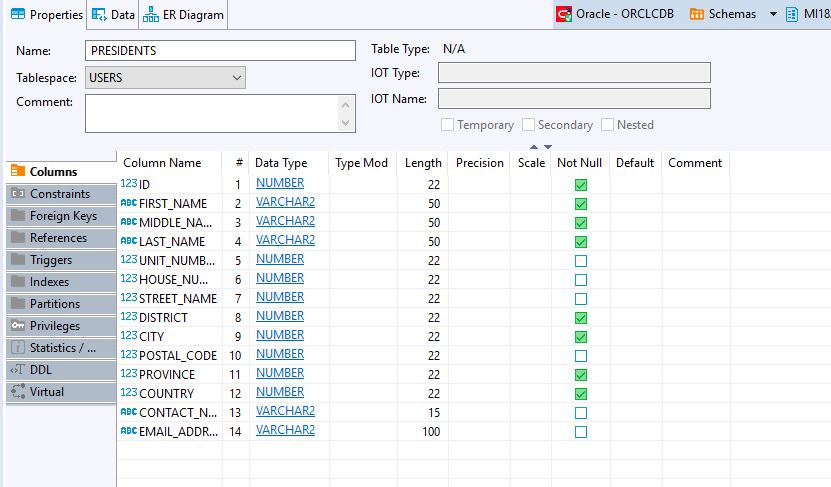 Properties Data ER Diagram Oracle - ORCLCDB Schemas MI18
Name: PRESIDENTS Table Type: N/A
Tablespace: USERS IOT Type:
Comment: IOT Name:
Temporary Secondary Nested
Columns
Constraints
Foreign Keys
References
Triggers
Indexes
Partitions
Privileges
Statistics / ...
DDL
Virtual
Column Name # Data Type Type Mod Length Precision Scale Not Null Default Comment
123 ID 1 NUMBER 22
ABC FIRST_NAME 2 VARCHAR2 50
ABC MIDDLE_NA... 3 VARCHAR2 50
ABC LAST_NAME 4 VARCHAR2 50
123 UNIT_NUMB... 5 NUMBER 22
123 HOUSE_NU... 6 NUMBER 22
123 STREET_NAME 7 NUMBER 22
123 DISTRICT 8 NUMBER 22
123 CITY 9 NUMBER 22
123 POSTAL_CODE 10 NUMBER 22
123 PROVINCE 11 NUMBER 22
123 COUNTRY 12 NUMBER 22
ABC CONTACT_N... 13 VARCHAR2 15
ABC EMAIL_ADDR... 14 VARCHAR2 100